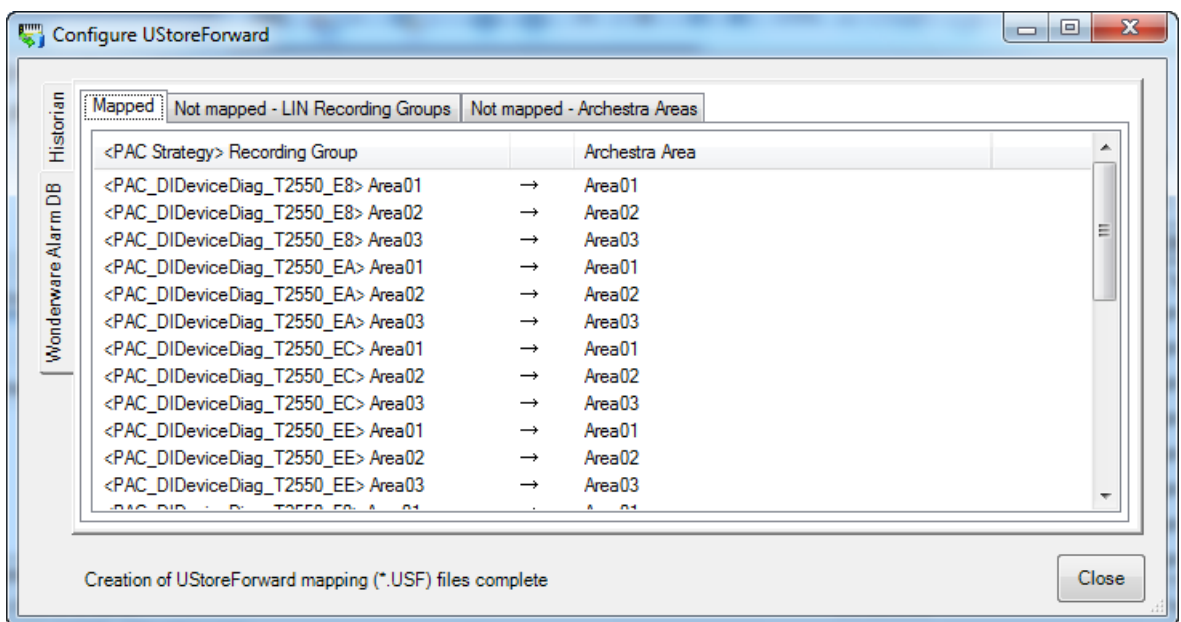 Configure UStoreForward
Historian
Wonderware Alarm DB
Mapped Not mapped - LIN Recording Groups Not mapped - Archestra Areas
<PAC Strategy> Recording Group Archestra Area
<PAC_DIDeviceDiag_T2550_E8> Area01 → Area01
<PAC_DIDeviceDiag_T2550_E8> Area02 → Area02
<PAC_DIDeviceDiag_T2550_E8> Area03 → Area03
<PAC_DIDeviceDiag_T2550_EA> Area01 → Area01
<PAC_DIDeviceDiag_T2550_EA> Area02 → Area02
<PAC_DIDeviceDiag_T2550_EA> Area03 → Area03
<PAC_DIDeviceDiag_T2550_EC> Area01 → Area01
<PAC_DIDeviceDiag_T2550_EC> Area02 → Area02
<PAC_DIDeviceDiag_T2550_EC> Area03 → Area03
<PAC_DIDeviceDiag_T2550_EE> Area01 → Area01
<PAC_DIDeviceDiag_T2550_EE> Area02 → Area02
<PAC_DIDeviceDiag_T2550_EE> Area03 → Area03
Creation of UStoreForward mapping (*.USF) files complete
Close